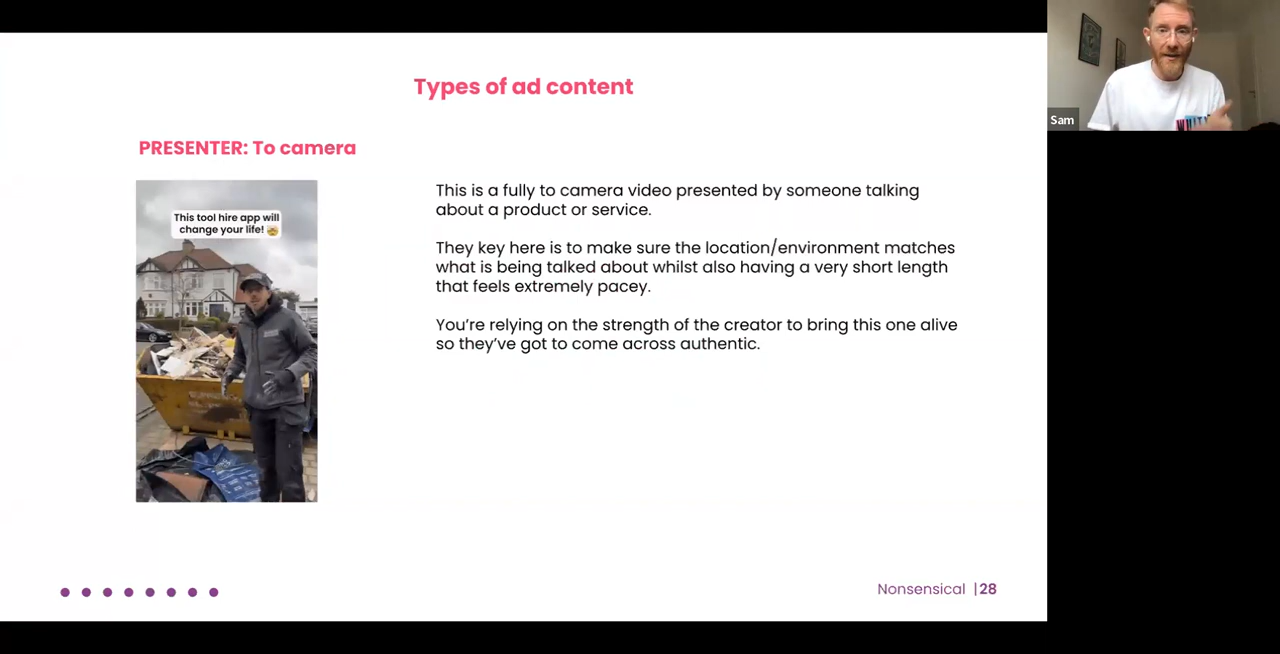 Types of ad content
PRESENTER: To camera
This tool hire app will
change your life! 🤯
This is a fully to camera video presented by someone talking
about a product or service.
They key here is to make sure the location/environment matches
what is being talked about whilst also having a very short length
that feels extremely pacey.
You’re relying on the strength of the creator to bring this one alive
so they’ve got to come across authentic.
Nonsensical | 28
Sam